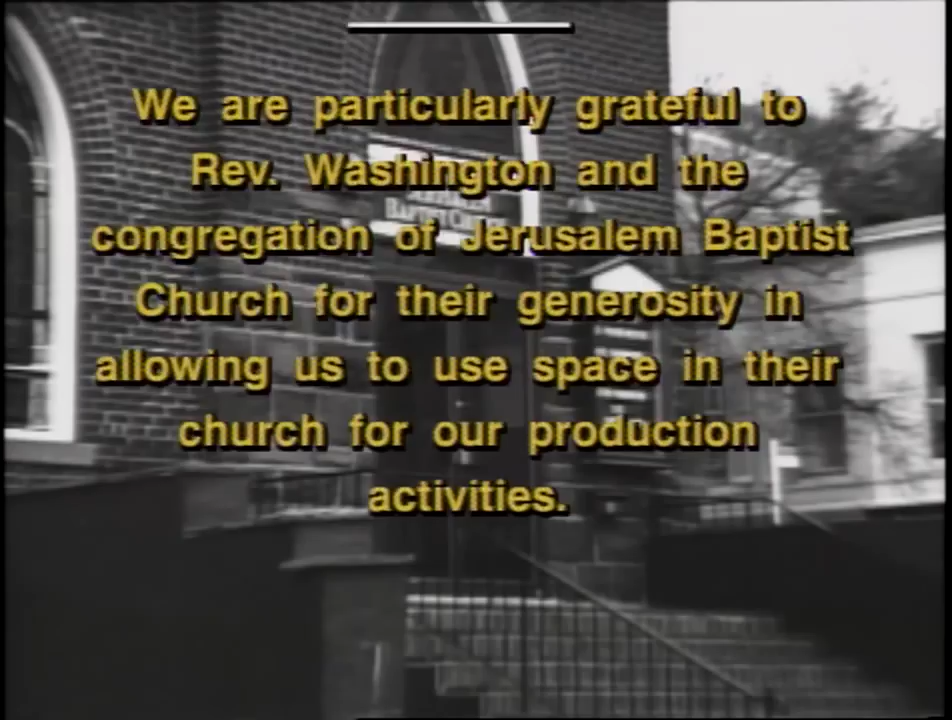 We are particularly grateful to
Rev. Washington and the
congregation of Jerusalem Baptist
Church for their generosity in
allowing us to use space in their
church for our production
activities.